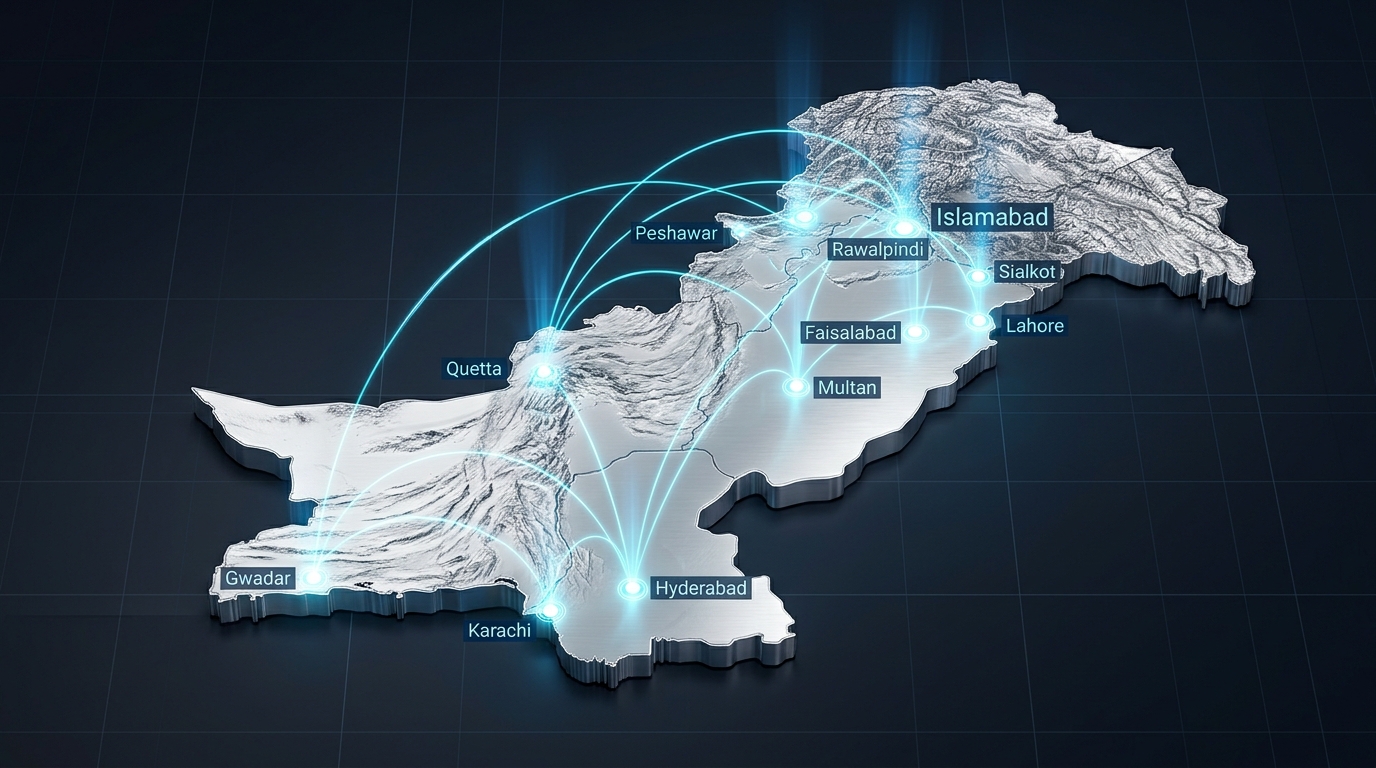 Islamabad
Peshawar
Rawalpindi
Sialkot
Lahore
Faisalabad
Quetta
Multan
Gwadar
Hyderabad
Karachi